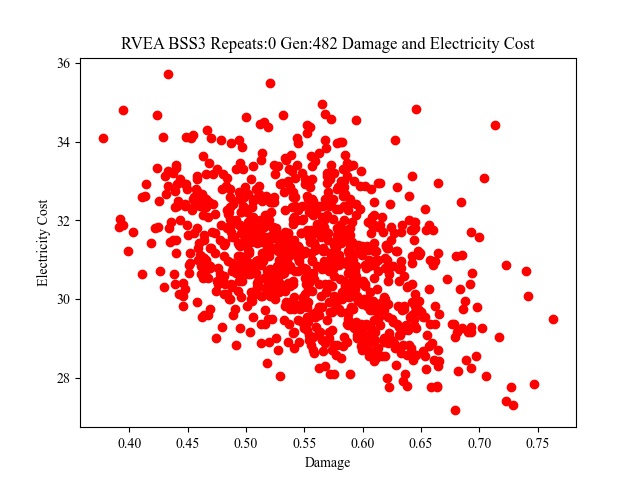 RVEA BSS3 Repeats:0 Gen:482 Damage and Electricity Cost
Electricity Cost
36
34
32
30
28
0.40 0.45 0.50 0.55 0.60 0.65 0.70 0.75
Damage